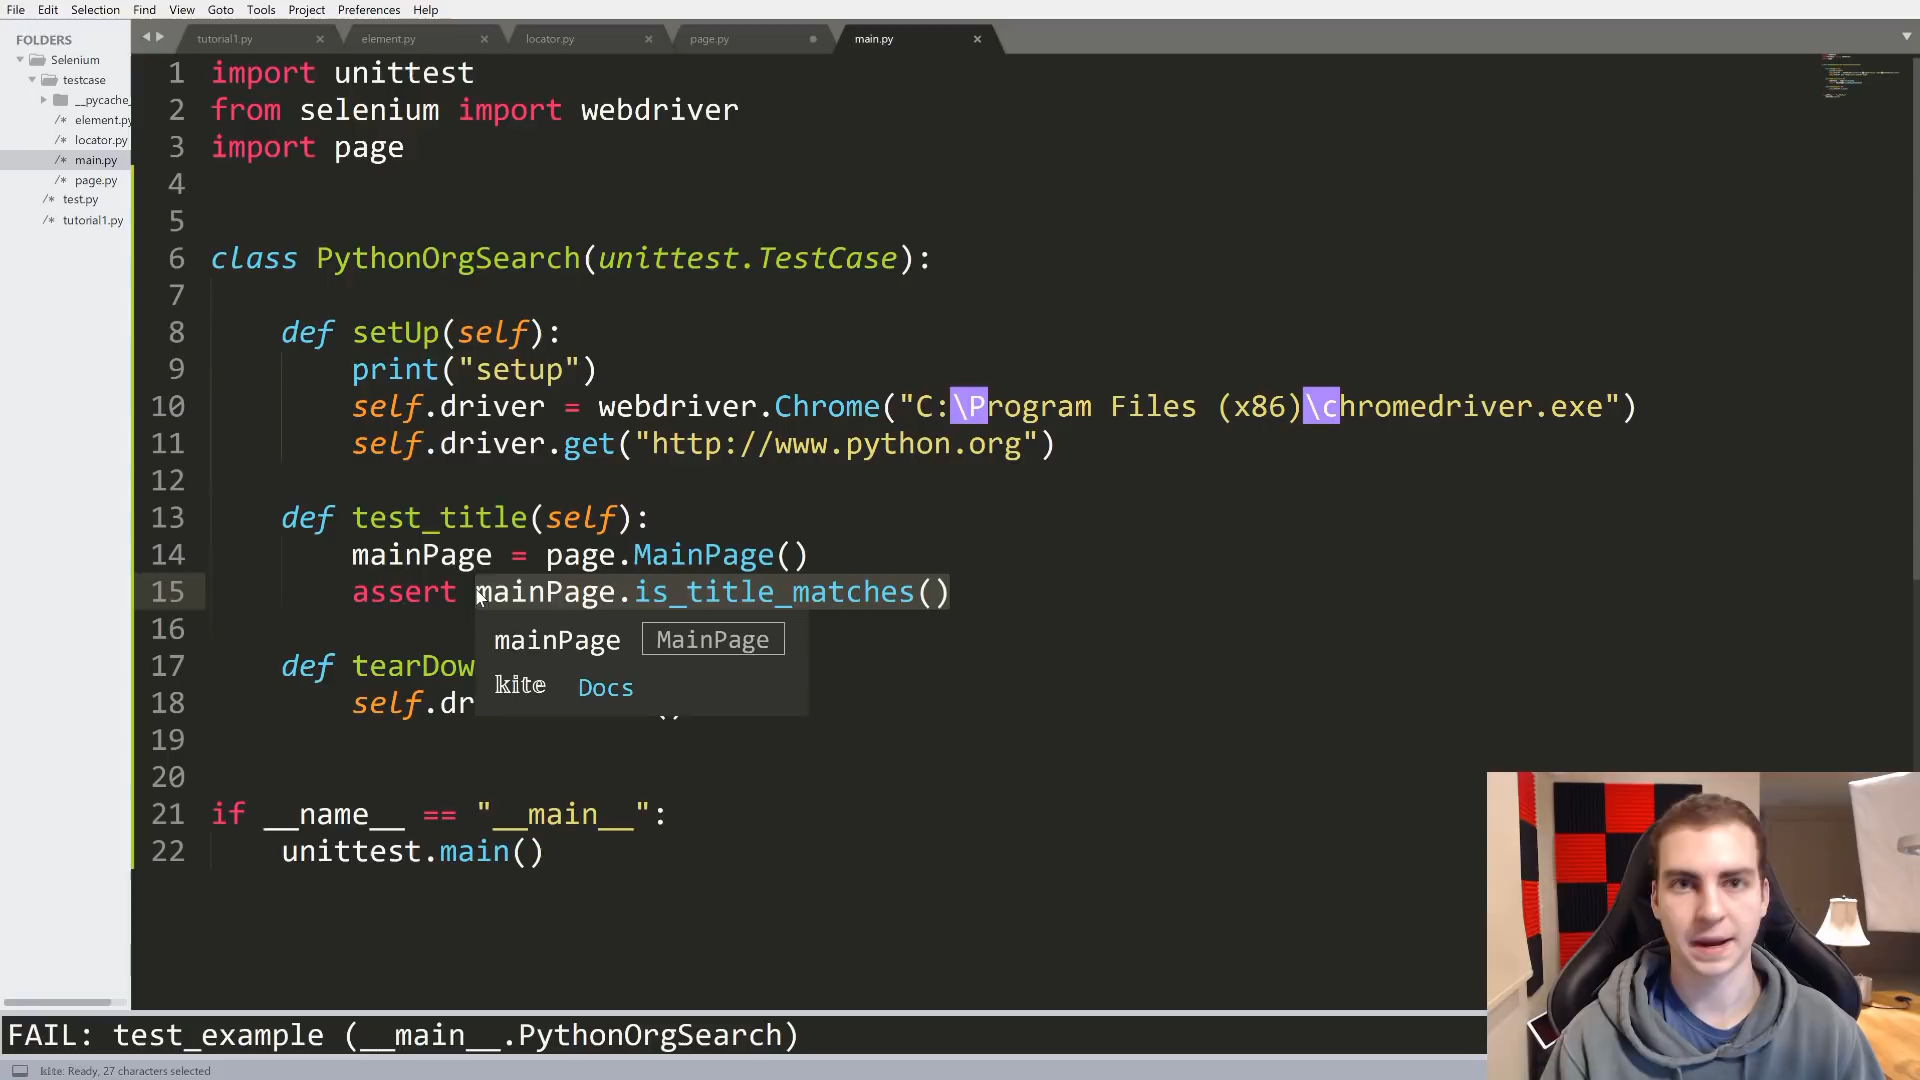 File Edit Selection Find View Goto Tools Project Preferences Help
FOLDERS
Selenium
testcase
__pycache_
element.py
locator.py
main.py
page.py
test.py
tutorial1.py
tutorial1.py × element.py × locator.py × page.py main.py ×
1 import unittest
2 from selenium import webdriver
3 import page
4
5
6 class PythonOrgSearch(unittest.TestCase):
7
8 def setUp(self):
9 print("setup")
10 self.driver = webdriver.Chrome("C:\Program Files (x86)\chromedriver.exe")
11 self.driver.get("http://www.python.org")
12
13 def test_title(self):
14 mainPage = page.MainPage()
15 assert mainPage.is_title_matches()
16
mainPage MainPage
17 def tearDow
kite Docs
18 self.dr
19
20
21 if __name__ == "__main__":
22 unittest.main()
FAIL: test_example (__main__.PythonOrgSearch)
kite: Ready, 27 characters selected